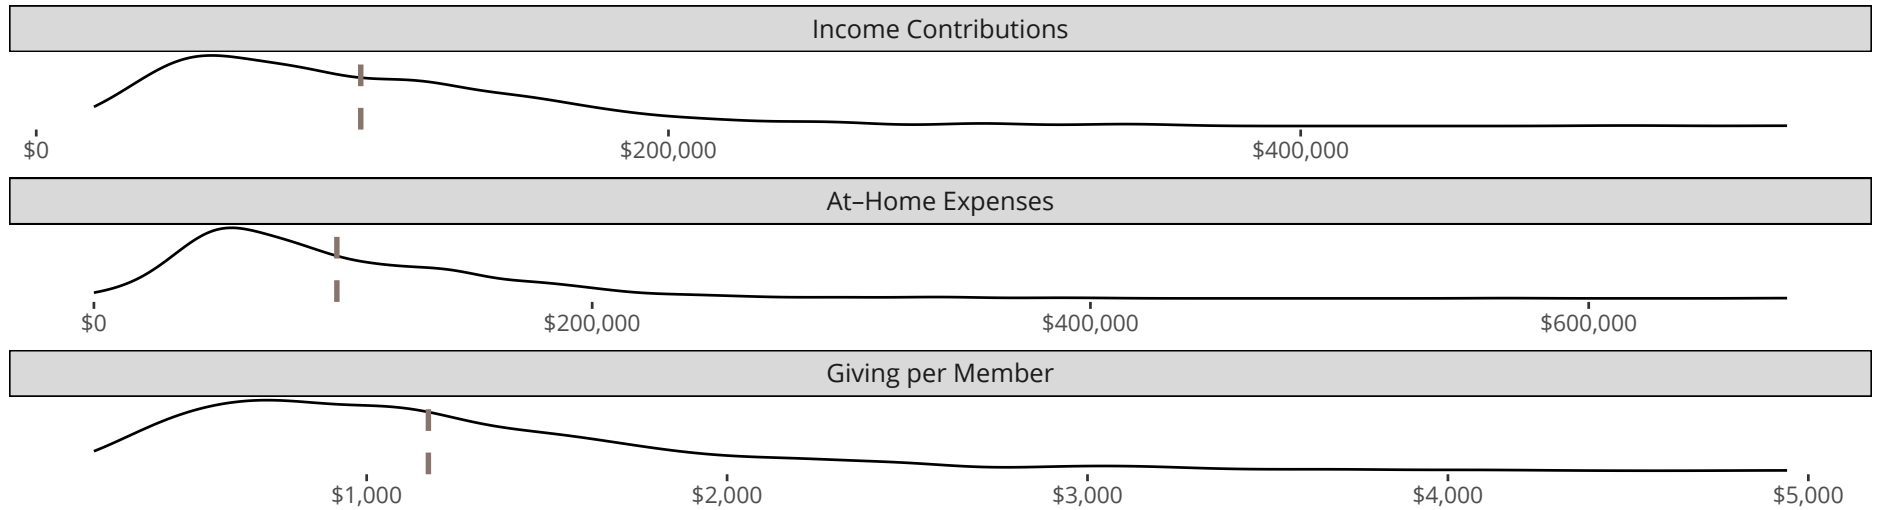 Income Contributions
$0 $200,000 $400,000
At–Home Expenses
$0 $200,000 $400,000 $600,000
Giving per Member
$1,000 $2,000 $3,000 $4,000 $5,000